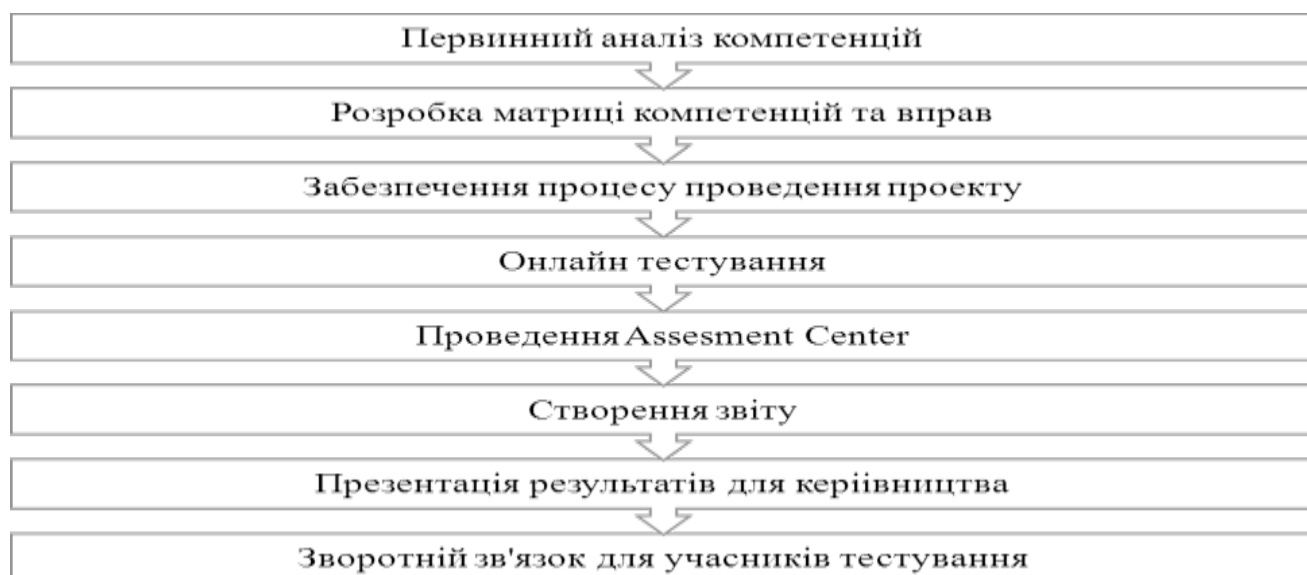 Первинний аналіз компетенцій
Розробка матриці компетенцій та вправ
Забезпечення процесу проведення проекту
Онлайн тестування
Проведення Assesment Center
Створення звіту
Презентація результатів для керіівництва
Зворотній зв'язок для учасників тестування